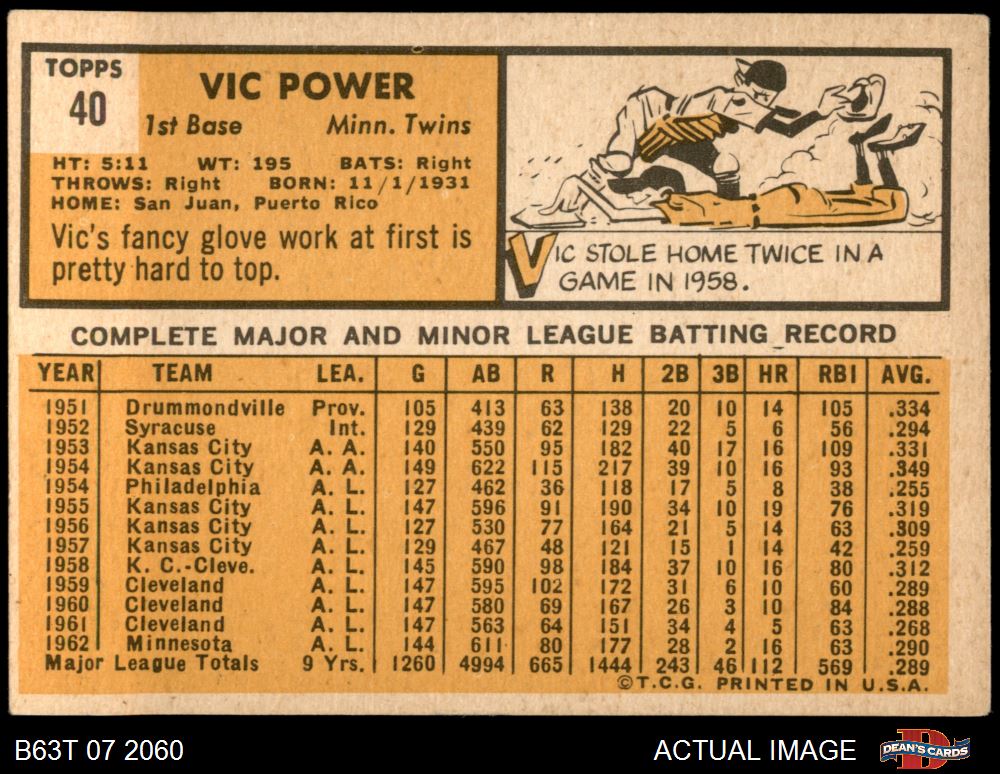 TOPPS
40
VIC POWER
1st Base Minn. Twins
HT: 5:11 WT: 195 BATS: Right
THROWS: Right BORN: 11/1/1931
HOME: San Juan, Puerto Rico
Vic's fancy glove work at first is
pretty hard to top.
VIC STOLE HOME TWICE IN A
GAME IN 1958.
COMPLETE MAJOR AND MINOR LEAGUE BATTING RECORD
YEAR TEAM LEA. G AB R H 2B 3B HR RBI AVG.
1951 Drummondville Prov. 105 413 63 138 20 10 14 105 .334
1952 Syracuse Int. 129 439 62 129 22 5 6 56 .294
1953 Kansas City A. A. 140 550 95 182 40 17 16 109 .331
1954 Kansas City A. A. 149 622 115 217 39 10 16 93 .349
1954 Philadelphia A. L. 127 462 36 118 17 5 8 38 .255
1955 Kansas City A. L. 147 596 91 190 34 10 19 76 .319
1956 Kansas City A. L. 127 530 77 164 21 5 14 63 .309
1957 Kansas City A. L. 129 467 48 121 15 1 14 42 .259
1958 K. C.-Cleve. A. L. 145 590 98 184 37 10 16 80 .312
1959 Cleveland A. L. 147 595 102 172 31 6 10 60 .289
1960 Cleveland A. L. 147 580 69 167 26 3 10 84 .288
1961 Cleveland A. L. 147 563 64 151 34 4 5 63 .268
1962 Minnesota A. L. 144 611 80 177 28 2 16 63 .290
Major League Totals 9 Yrs. 1260 4994 665 1444 243 46 112 569 .289
©T.C.G. PRINTED IN U.S.A.
B63T 07 2060 ACTUAL IMAGE DEAN'S CARDS